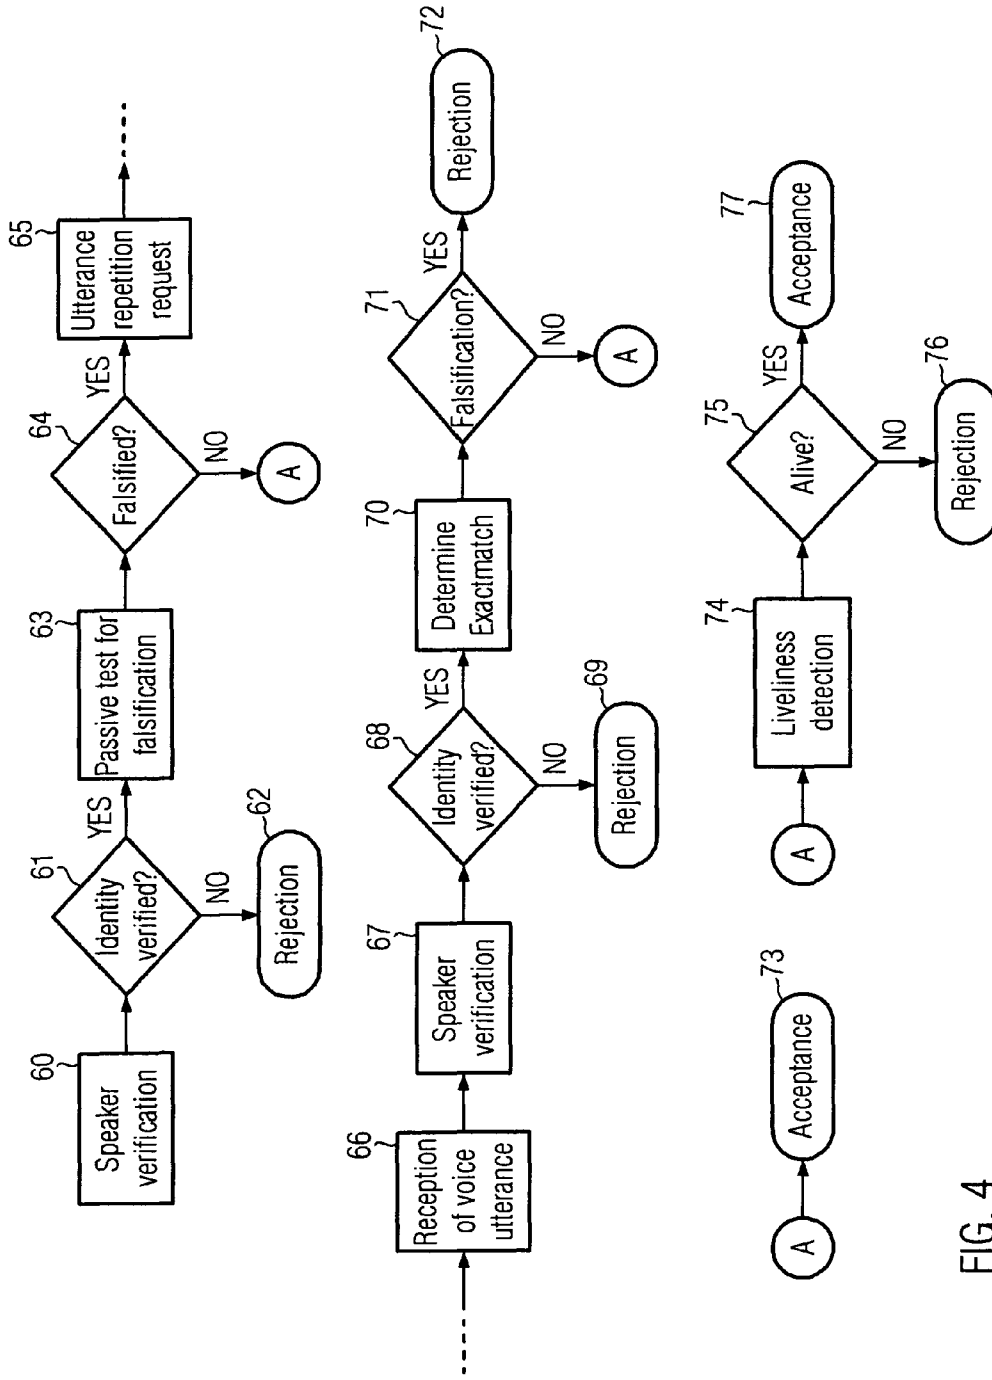 60
Speaker
verification
61
Identity
verified?
YES
NO
62
Rejection
63
Passive test for
falsification
64
Falsified?
YES
NO
A
65
Utterance
repetition
request
66
Reception
of voice
utterance
67
Speaker
verification
68
Identity
verified?
YES
NO
69
Rejection
70
Determine
Exactmatch
71
Falsification?
YES
NO
A
72
Rejection
A
73
Acceptance
A
74
Liveliness
detection
75
Alive?
YES
NO
76
Rejection
77
Acceptance
FIG. 4